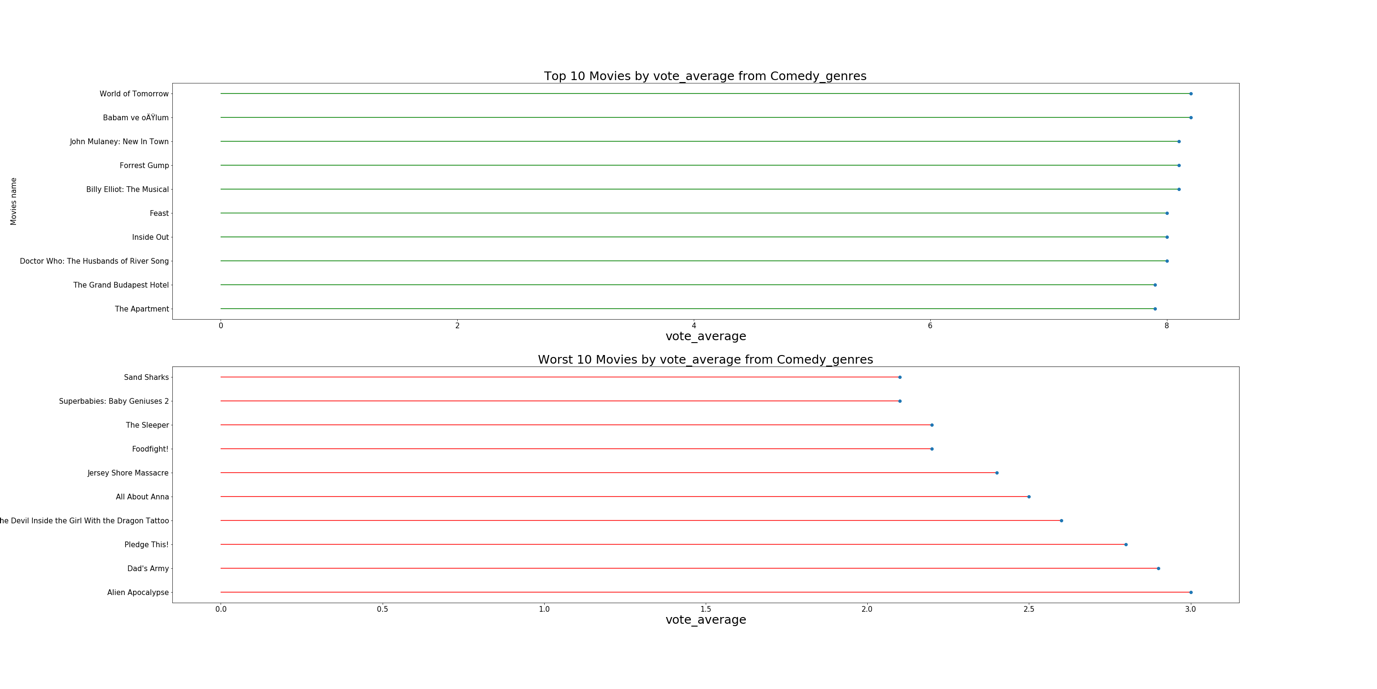 Top 10 Movies by vote_average from Comedy_genres
Movies name
World of Tomorrow
Babam ve oÄŸlum
John Mulaney: New In Town
Forrest Gump
Billy Elliot: The Musical
Feast
Inside Out
Doctor Who: The Husbands of River Song
The Grand Budapest Hotel
The Apartment
0 2 4 6 8
vote_average
Worst 10 Movies by vote_average from Comedy_genres
Sand Sharks
Superbabies: Baby Geniuses 2
The Sleeper
Foodfight!
Jersey Shore Massacre
All About Anna
he Devil Inside the Girl With the Dragon Tattoo
Pledge This!
Dad's Army
Alien Apocalypse
0.0 0.5 1.0 1.5 2.0 2.5 3.0
vote_average